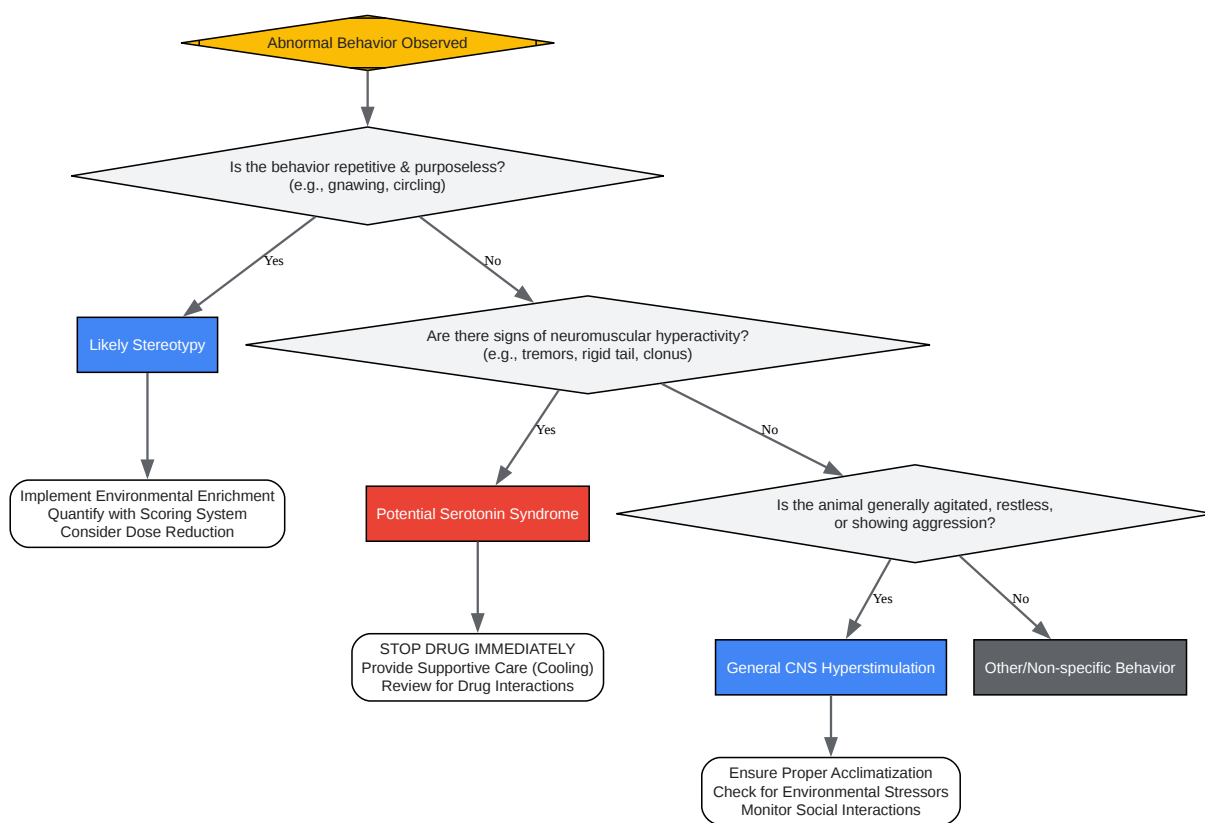 Abnormal Behavior Observed
Is the behavior repetitive & purposeless?
(e.g., gnawing, circling)
Yes
No
Likely Stereotypy
Are there signs of neuromuscular hyperactivity?
(e.g., tremors, rigid tail, clonus)
Yes
No
Implement Environmental Enrichment
Quantify with Scoring System
Consider Dose Reduction
Potential Serotonin Syndrome
Is the animal generally agitated, restless,
or showing aggression?
Yes
No
STOP DRUG IMMEDIATELY
Provide Supportive Care (Cooling)
Review for Drug Interactions
General CNS Hyperstimulation
Other/Non-specific Behavior
Ensure Proper Acclimatization
Check for Environmental Stressors
Monitor Social Interactions